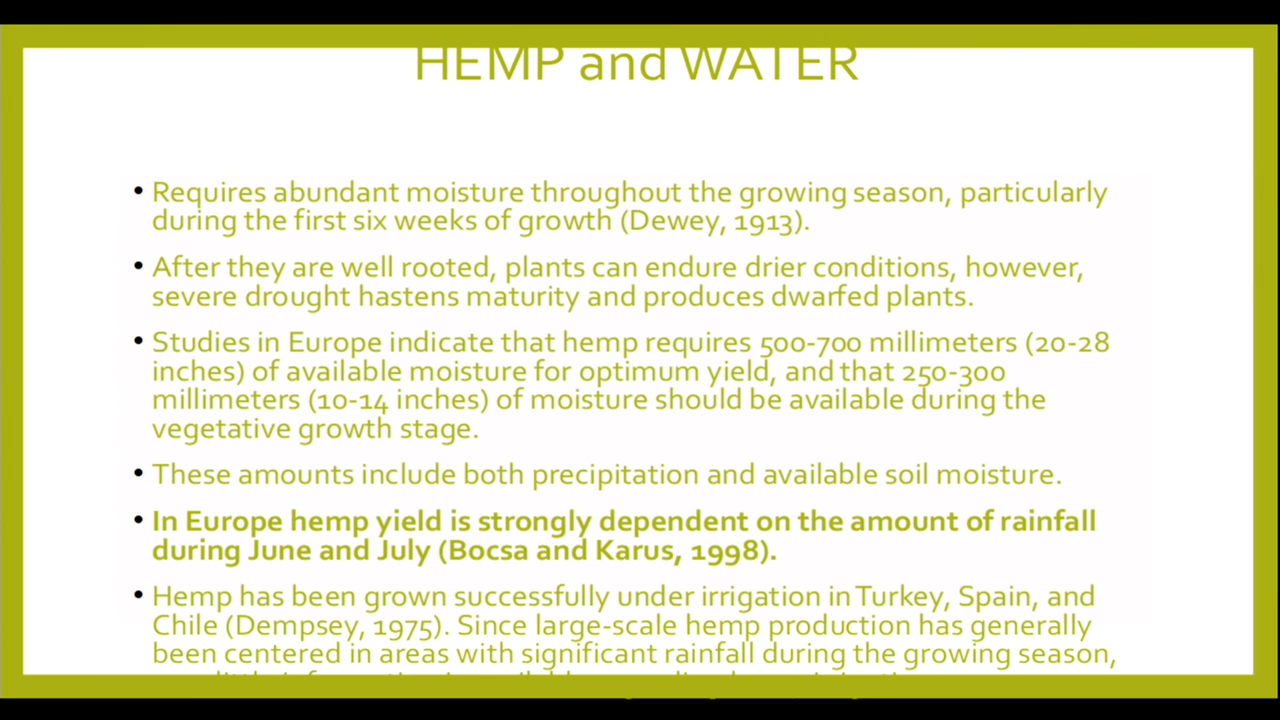 HEMP and WATER
• Requires abundant moisture throughout the growing season, particularly
during the first six weeks of growth (Dewey, 1913).
• After they are well rooted, plants can endure drier conditions, however,
severe drought hastens maturity and produces dwarfed plants.
• Studies in Europe indicate that hemp requires 500-700 millimeters (20-28
inches) of available moisture for optimum yield, and that 250-300
millimeters (10-14 inches) of moisture should be available during the
vegetative growth stage.
• These amounts include both precipitation and available soil moisture.
• In Europe hemp yield is strongly dependent on the amount of rainfall
during June and July (Bocsa and Karus, 1998).
• Hemp has been grown successfully under irrigation in Turkey, Spain, and
Chile (Dempsey, 1975). Since large-scale hemp production has generally
been centered in areas with significant rainfall during the growing season,